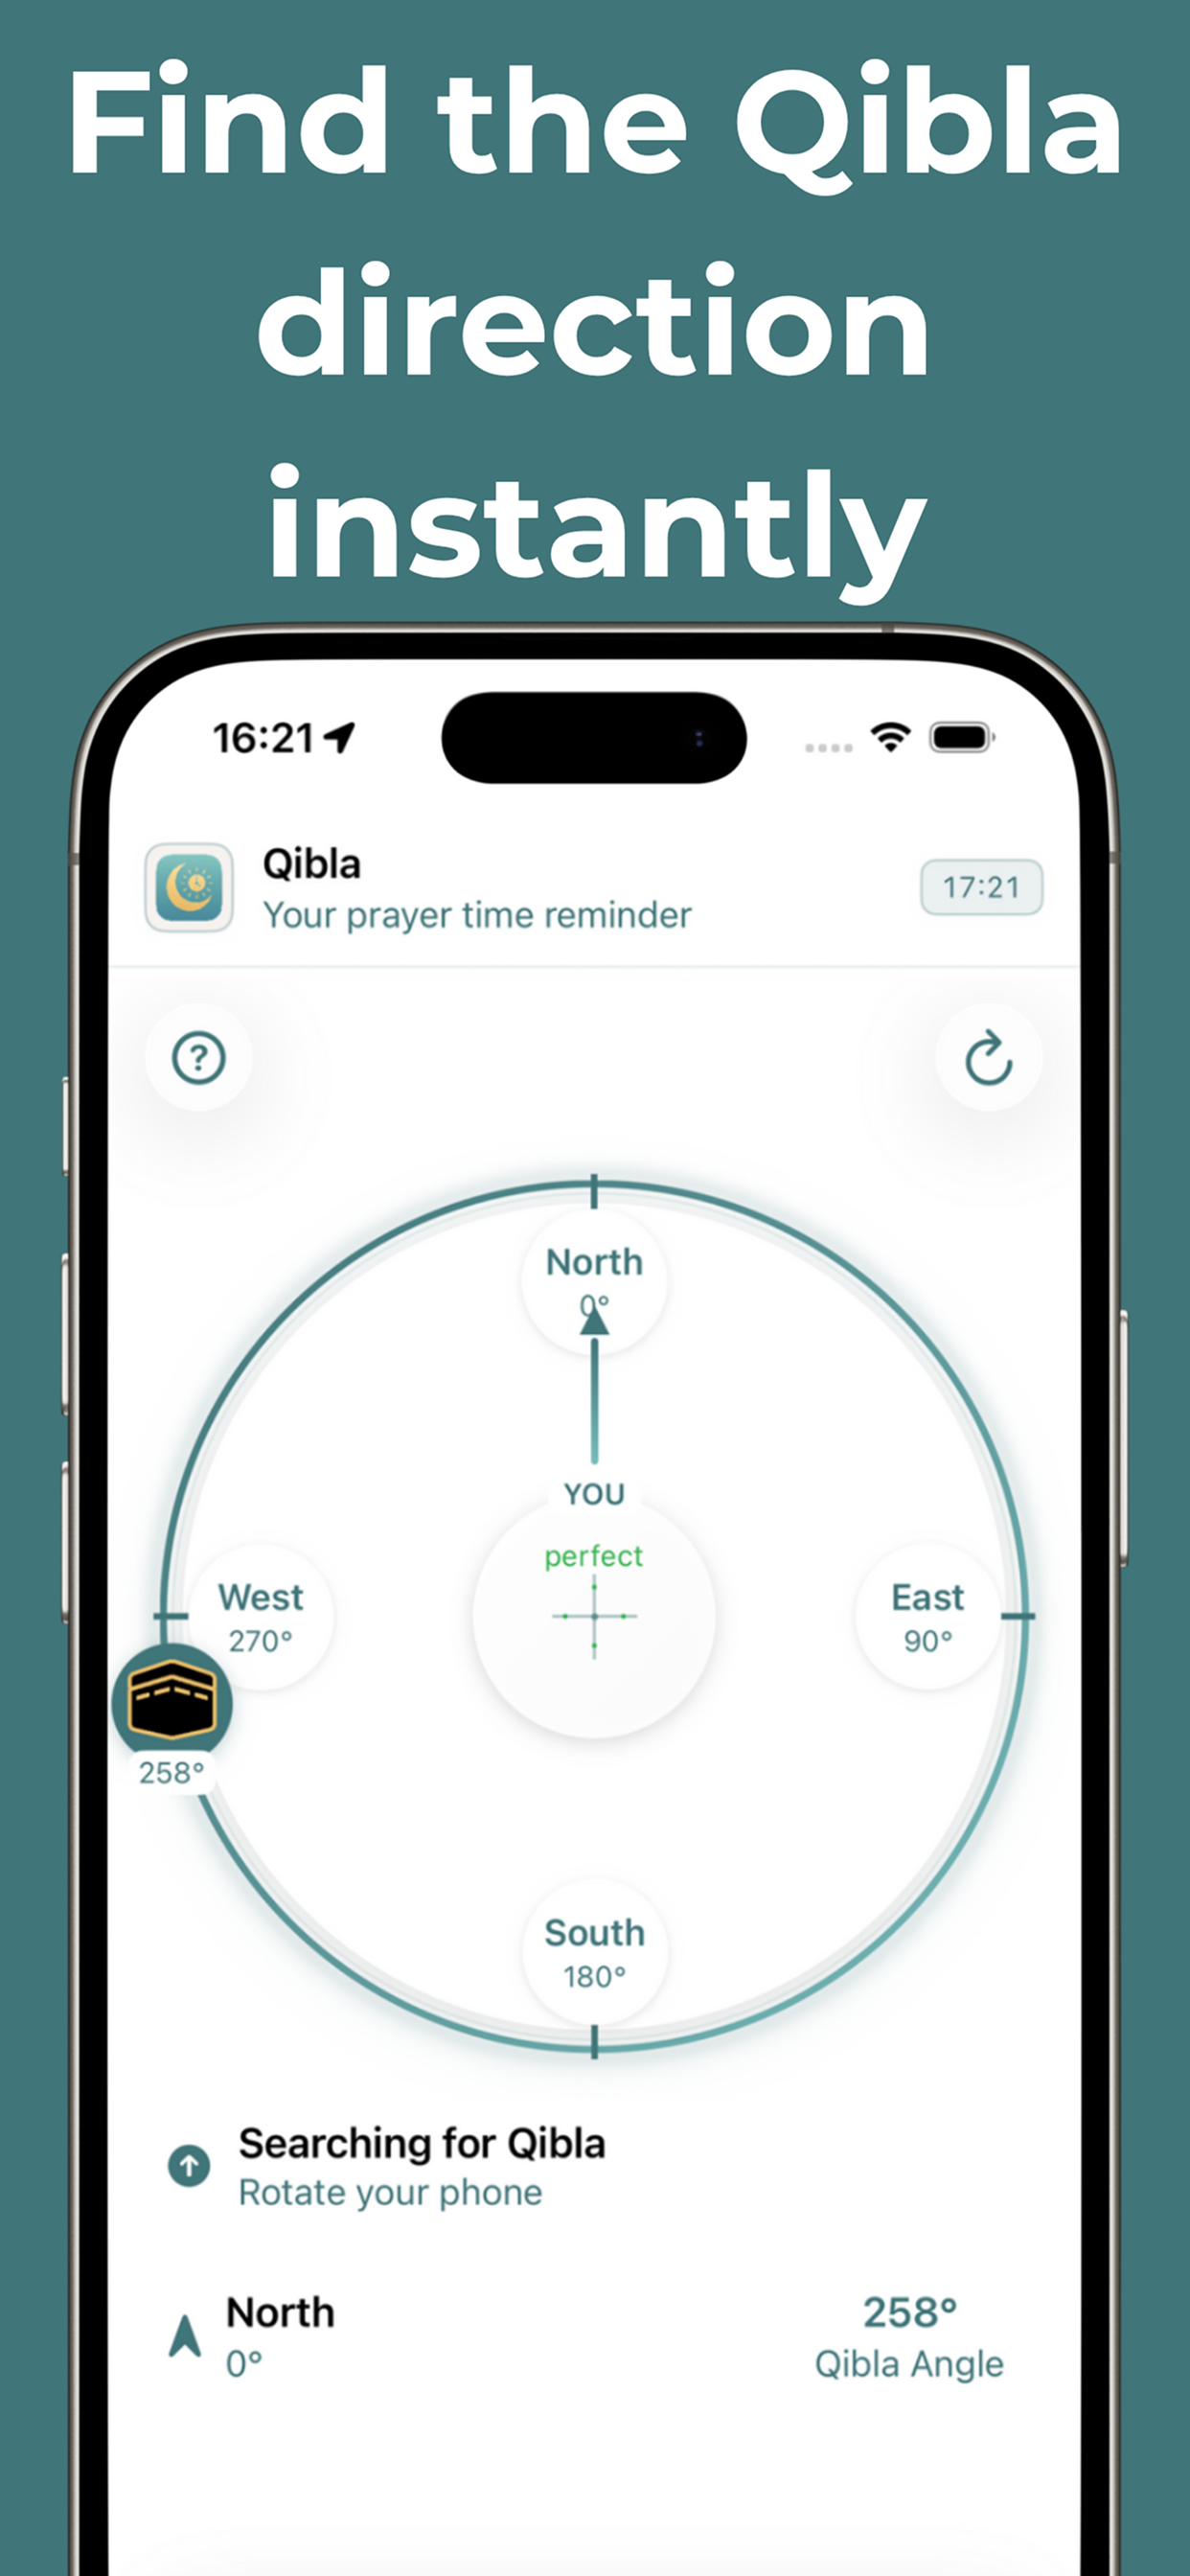 Find the Qibla
direction
instantly
16:21
Qibla
Your prayer time reminder
17:21
?
North
0°
YOU
perfect
West
270°
East
90°
258°
South
180°
Searching for Qibla
Rotate your phone
North
0°
258°
Qibla Angle